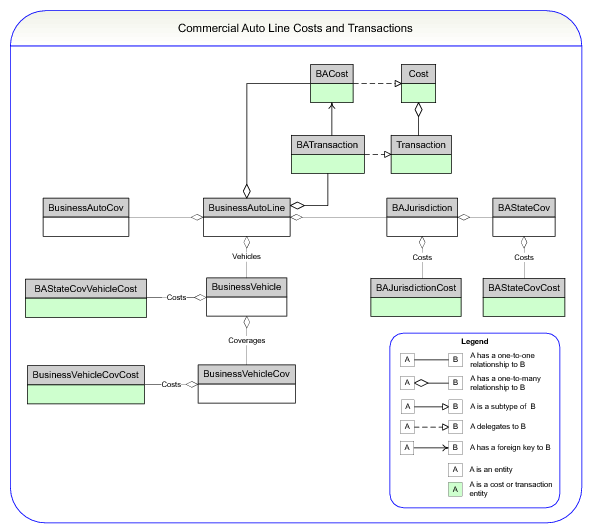 Commercial Auto Line Costs and Transactions
BACost
Cost
BATransaction
Transaction
BusinessAutoCov
BusinessAutoLine
BAJurisdiction
BAStateCov
Vehicles
Costs
Costs
BAStateCovVehicleCost
Costs
BusinessVehicle
BAJurisdictionCost
BAStateCovCost
Coverages
BusinessVehicleCovCost
Costs
BusinessVehicleCov
Legend
A
B
A has a one-to-one
relationship to B
A
B
A has a one-to-many
relationship to B
A
B
A is a subtype of B
A
B
A delegates to B
A
B
A has a foreign key to B
A
A is an entity
A
A is a cost or transaction
entity